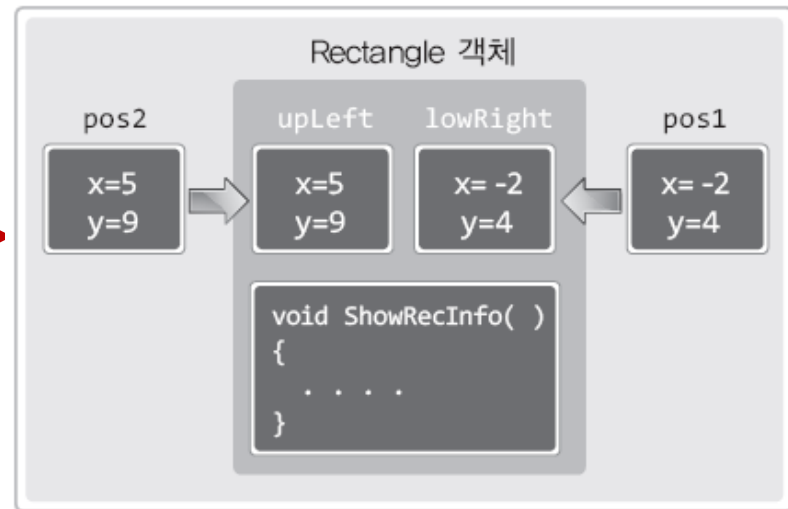 Rectangle 객체
pos2 upLeft lowRight pos1
x=5 x=5 x= -2 x= -2
y=9 y=9 y=4 y=4
void ShowRecInfo( )
{
. . . .
}